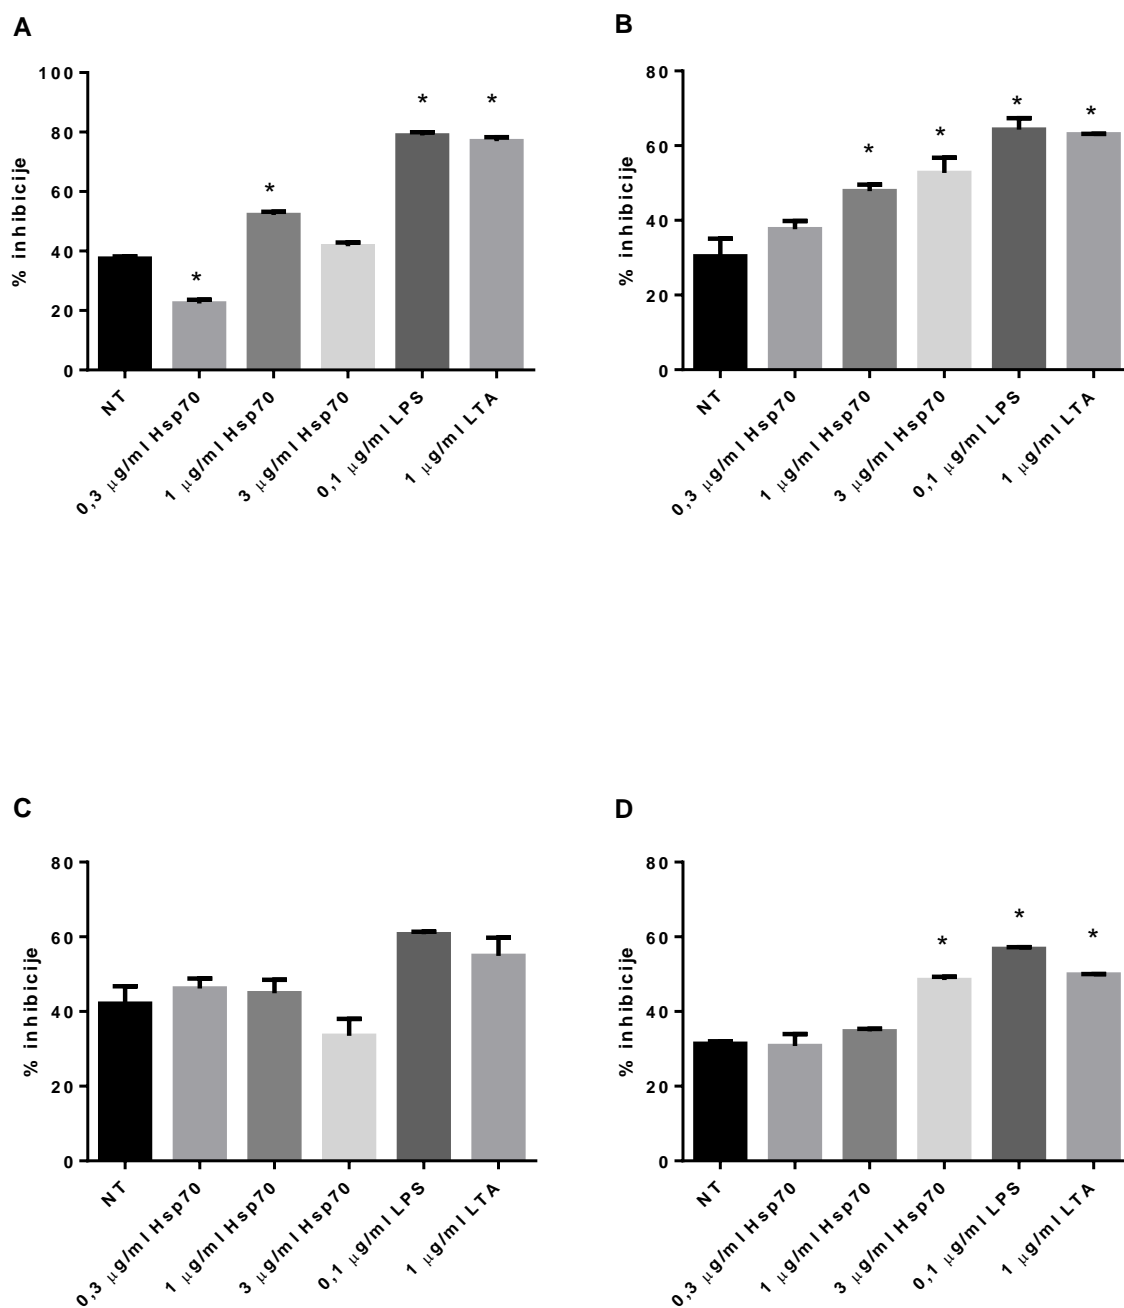 A
% inhibicije
100
80
60
40
20
0
*
*
*
*
NT
0,3 μg/ml Hsp70
1 μg/ml Hsp70
3 μg/ml Hsp70
0,1 μg/ml LPS
1 μg/ml LTA
B
% inhibicije
80
60
40
20
0
*
*
*
*
NT
0,3 μg/ml Hsp70
1 μg/ml Hsp70
3 μg/ml Hsp70
0,1 μg/ml LPS
1 μg/ml LTA
C
% inhibicije
80
60
40
20
0
NT
0,3 μg/ml Hsp70
1 μg/ml Hsp70
3 μg/ml Hsp70
0,1 μg/ml LPS
1 μg/ml LTA
D
% inhibicije
80
60
40
20
0
*
*
*
NT
0,3 μg/ml Hsp70
1 μg/ml Hsp70
3 μg/ml Hsp70
0,1 μg/ml LPS
1 μg/ml LTA